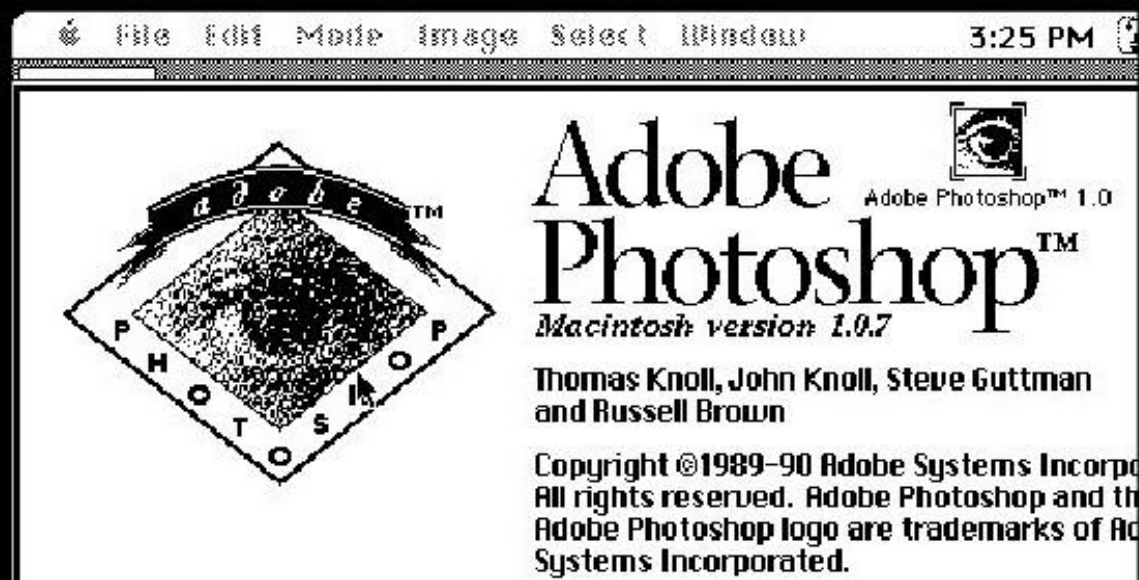 File Edit Mode Image Select Window 3:25 PM
adobe TM
PHOTOSHOP
Adobe
Photoshop™
Adobe Photoshop™ 1.0
Macintosh version 1.0.7
Thomas Knoll, John Knoll, Steve Guttman
and Russell Brown
Copyright ©1989-90 Adobe Systems Incorpo
All rights reserved. Adobe Photoshop and th
Adobe Photoshop logo are trademarks of Ad
Systems Incorporated.